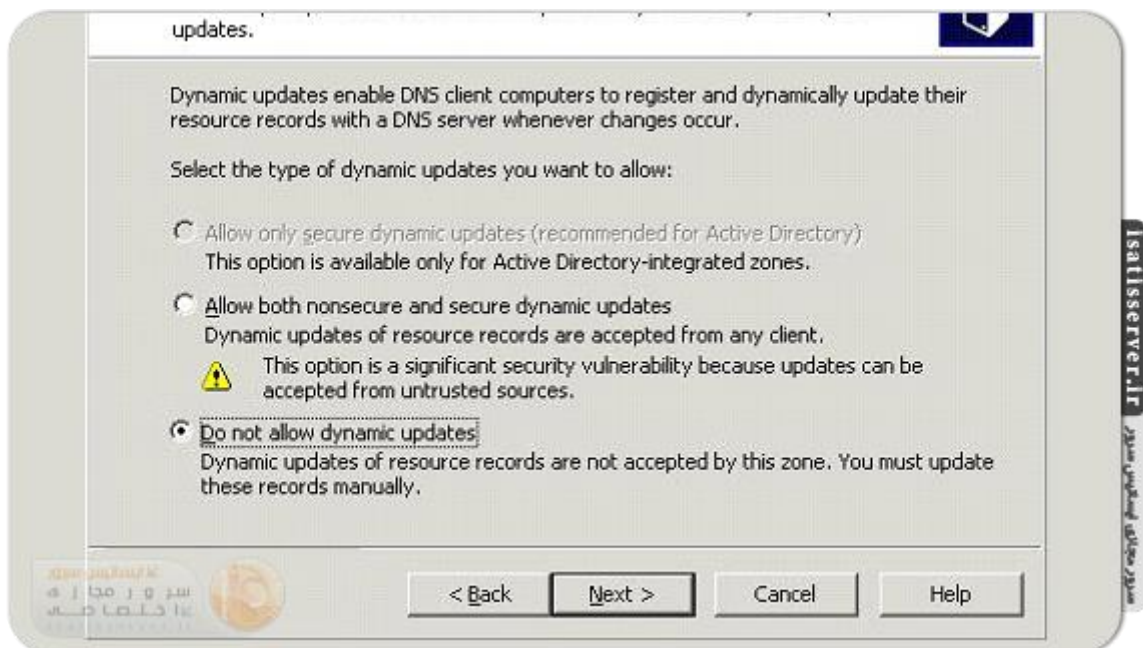 updates.
Dynamic updates enable DNS client computers to register and dynamically update their
resource records with a DNS server whenever changes occur.
Select the type of dynamic updates you want to allow:
Allow only secure dynamic updates (recommended for Active Directory)
This option is available only for Active Directory-integrated zones.
Allow both nonsecure and secure dynamic updates
Dynamic updates of resource records are accepted from any client.
This option is a significant security vulnerability because updates can be
accepted from untrusted sources.
Do not allow dynamic updates
Dynamic updates of resource records are not accepted by this zone. You must update
these records manually.
< Back
Next >
Cancel
Help
isatisserver.ir